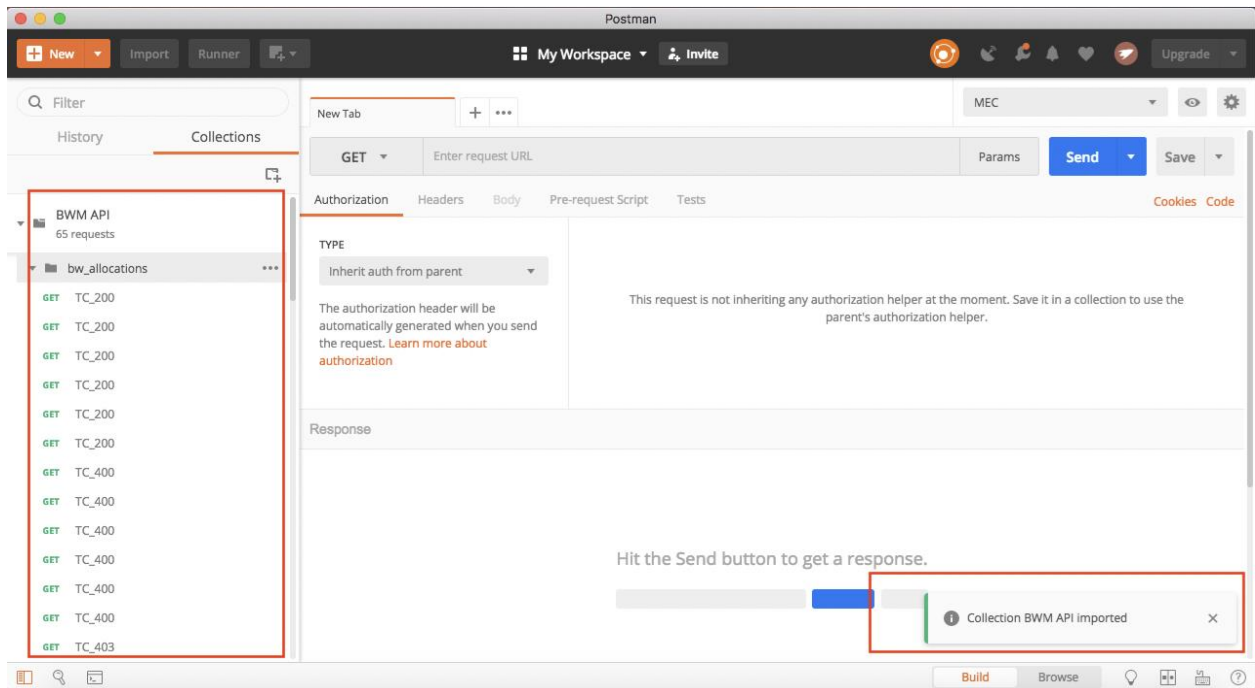 Postman
New
Import
Runner
My Workspace
Invite
Upgrade
Filter
History
Collections
BWM API
65 requests
bw_allocations
GET TC_200
GET TC_200
GET TC_200
GET TC_200
GET TC_200
GET TC_200
GET TC_400
GET TC_400
GET TC_400
GET TC_400
GET TC_400
GET TC_400
GET TC_403
New Tab
MEC
GET
Enter request URL
Params
Send
Save
Authorization
Headers
Body
Pre-request Script
Tests
Cookies
Code
TYPE
Inherit auth from parent
The authorization header will be
automatically generated when you send
the request. Learn more about
authorization
This request is not inheriting any authorization helper at the moment. Save it in a collection to use the
parent's authorization helper.
Response
Hit the Send button to get a response.
Collection BWM API imported
Build
Browse